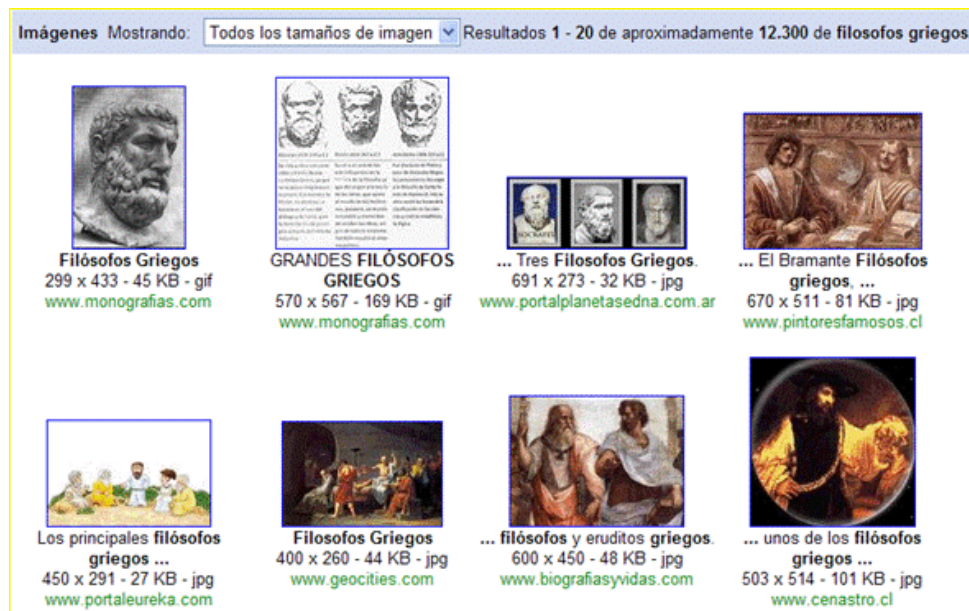 Imágenes Mostrando: Todos los tamaños de imagen Resultados 1 - 20 de aproximadamente 12.300 de filosofos griegos
Filósofos Griegos
299 x 433 - 45 KB - gif
www.monografias.com
GRANDES FILÓSOFOS
GRIEGOS
570 x 567 - 169 KB - gif
www.monografias.com
SOCRATES
... Tres Filosofos Griegos.
691 x 273 - 32 KB - jpg
www.portalplanetasedna.com.ar
... El Bramante Filósofos
griegos, ...
670 x 511 - 81 KB - jpg
www.pintoresfamosos.cl
Los principales filósofos
griegos ...
450 x 291 - 27 KB - jpg
www.portaleureka.com
Filosofos Griegos
400 x 260 - 44 KB - jpg
www.geocities.com
... filósofos y eruditos griegos.
600 x 450 - 48 KB - jpg
www.biografiasyvidas.com
... unos de los filósofos
griegos ...
503 x 514 - 101 KB - jpg
www.cenastro.cl